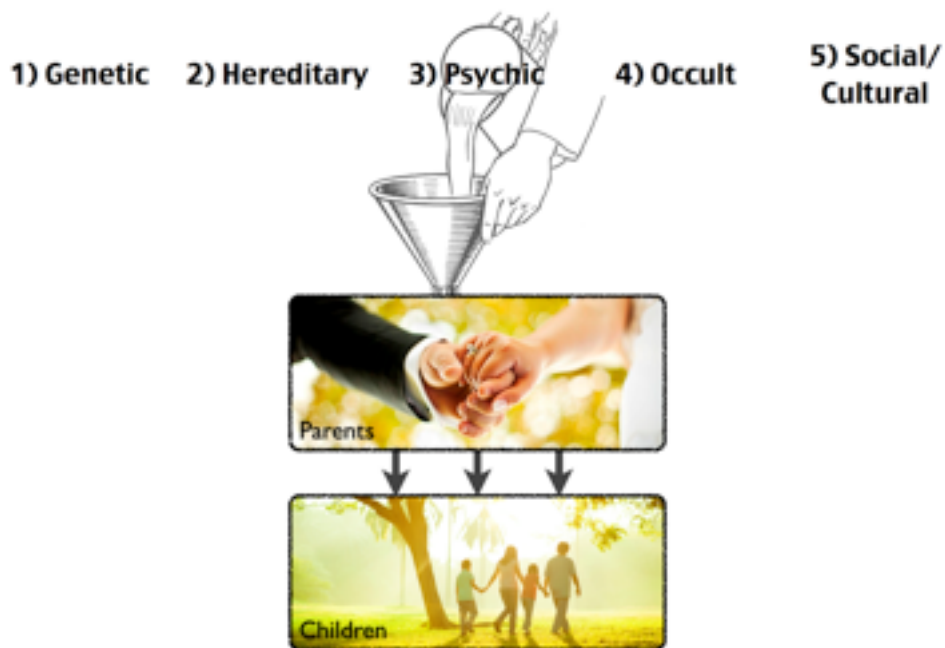 1) Genetic
2) Hereditary
3) Psychic
4) Occult
5) Social/
Cultural
Parents
Children